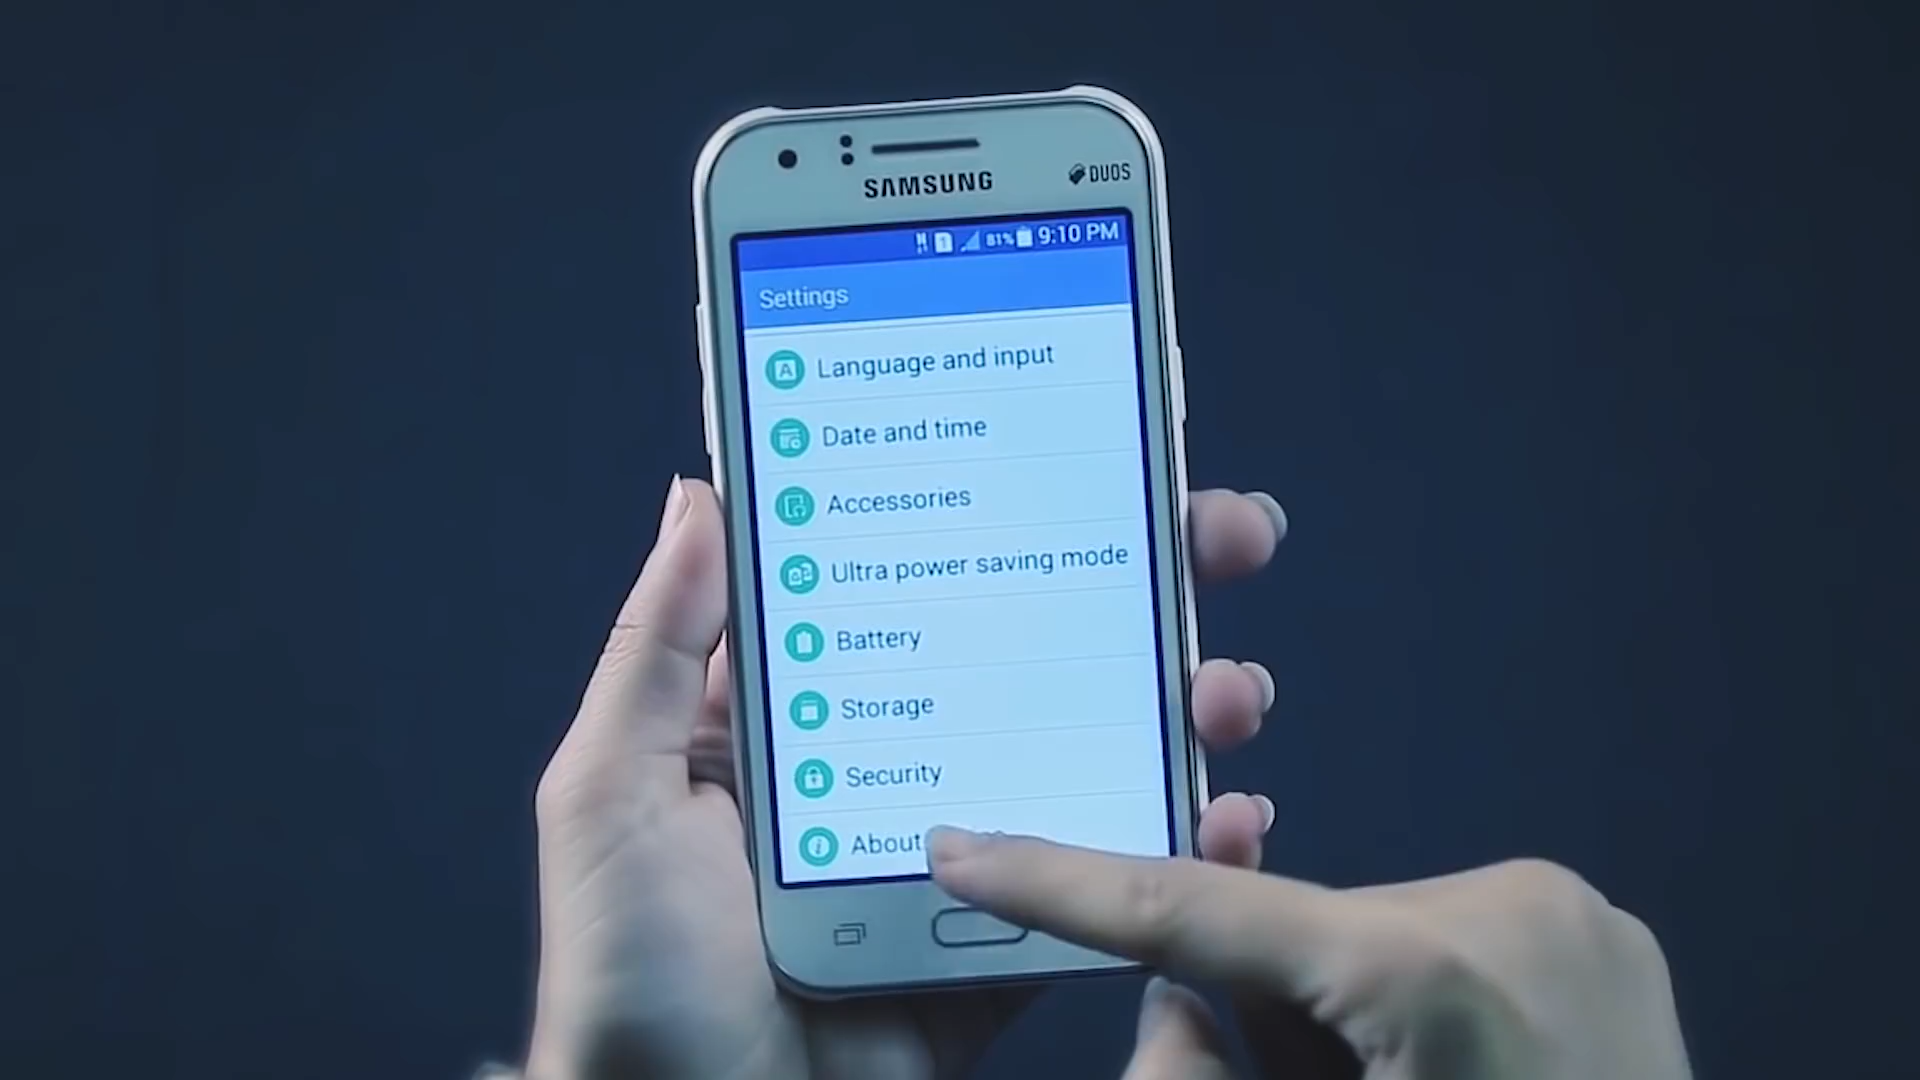 SAMSUNG
DUOS
81% 9:10 PM
Settings
Language and input
Date and time
Accessories
Ultra power saving mode
Battery
Storage
Security
About